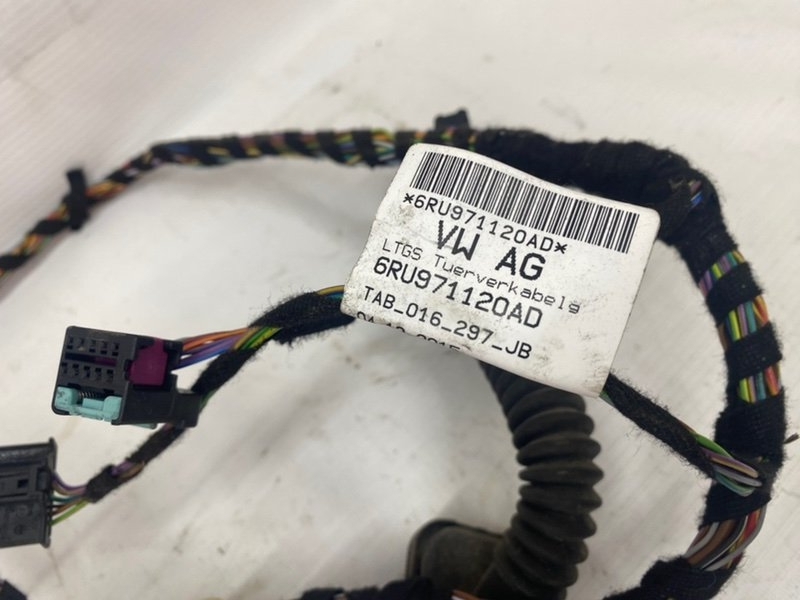 *6RU971120AD*
VW AG
LTGS Tuerverkabelg
6RU971120AD
TAB_016_297_JB